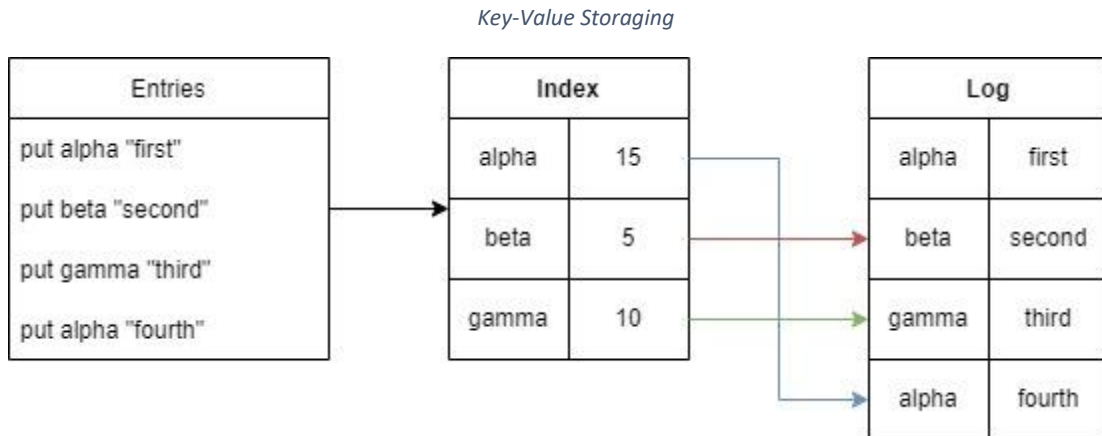 Key-Value Storaging
Entries
put alpha "first"
put beta "second"
put gamma "third"
put alpha "fourth"
Index
alpha 15
beta 5
gamma 10
Log
alpha first
beta second
gamma third
alpha fourth